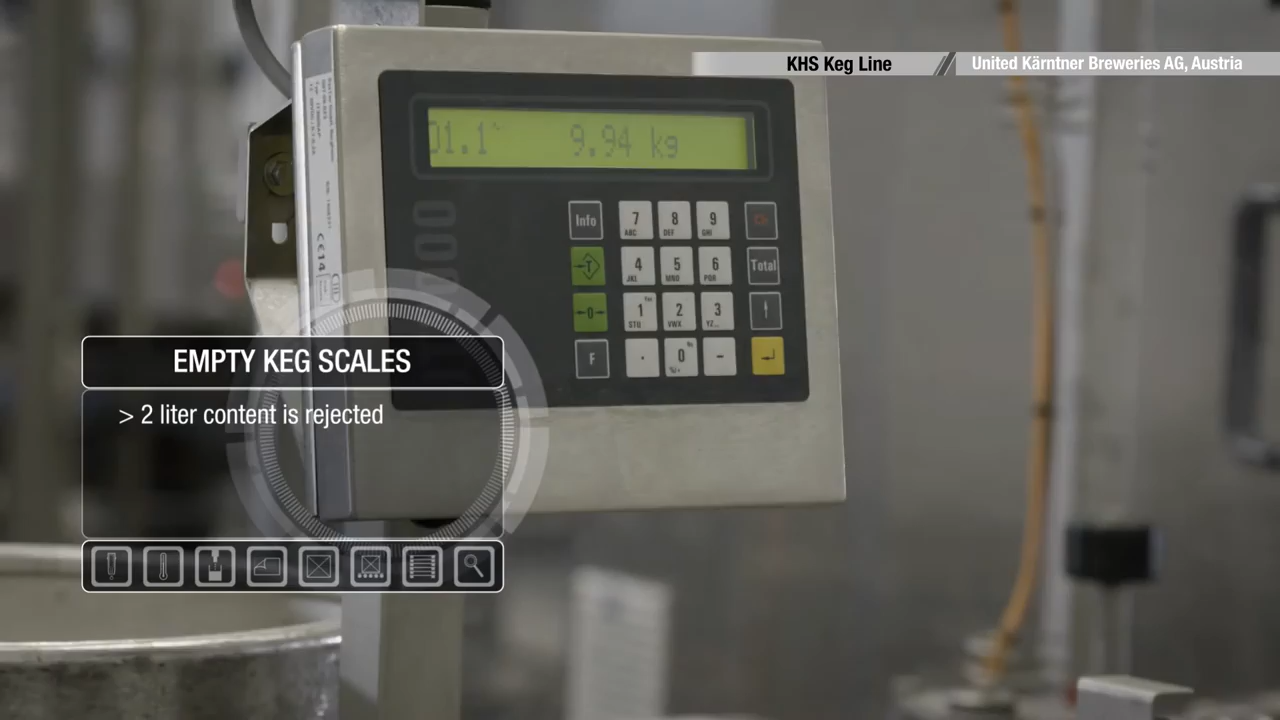 KHS Keg Line
United Kärntner Breweries AG, Austria
01.1 9.94 kg
Info 7 ABC 8 DEF 9 GHI
T 4 JKL 5 MNO 6 PQR Total
0 1 STU 2 VWX 3 YZ...
F . 0 -
EMPTY KEG SCALES
> 2 liter content is rejected